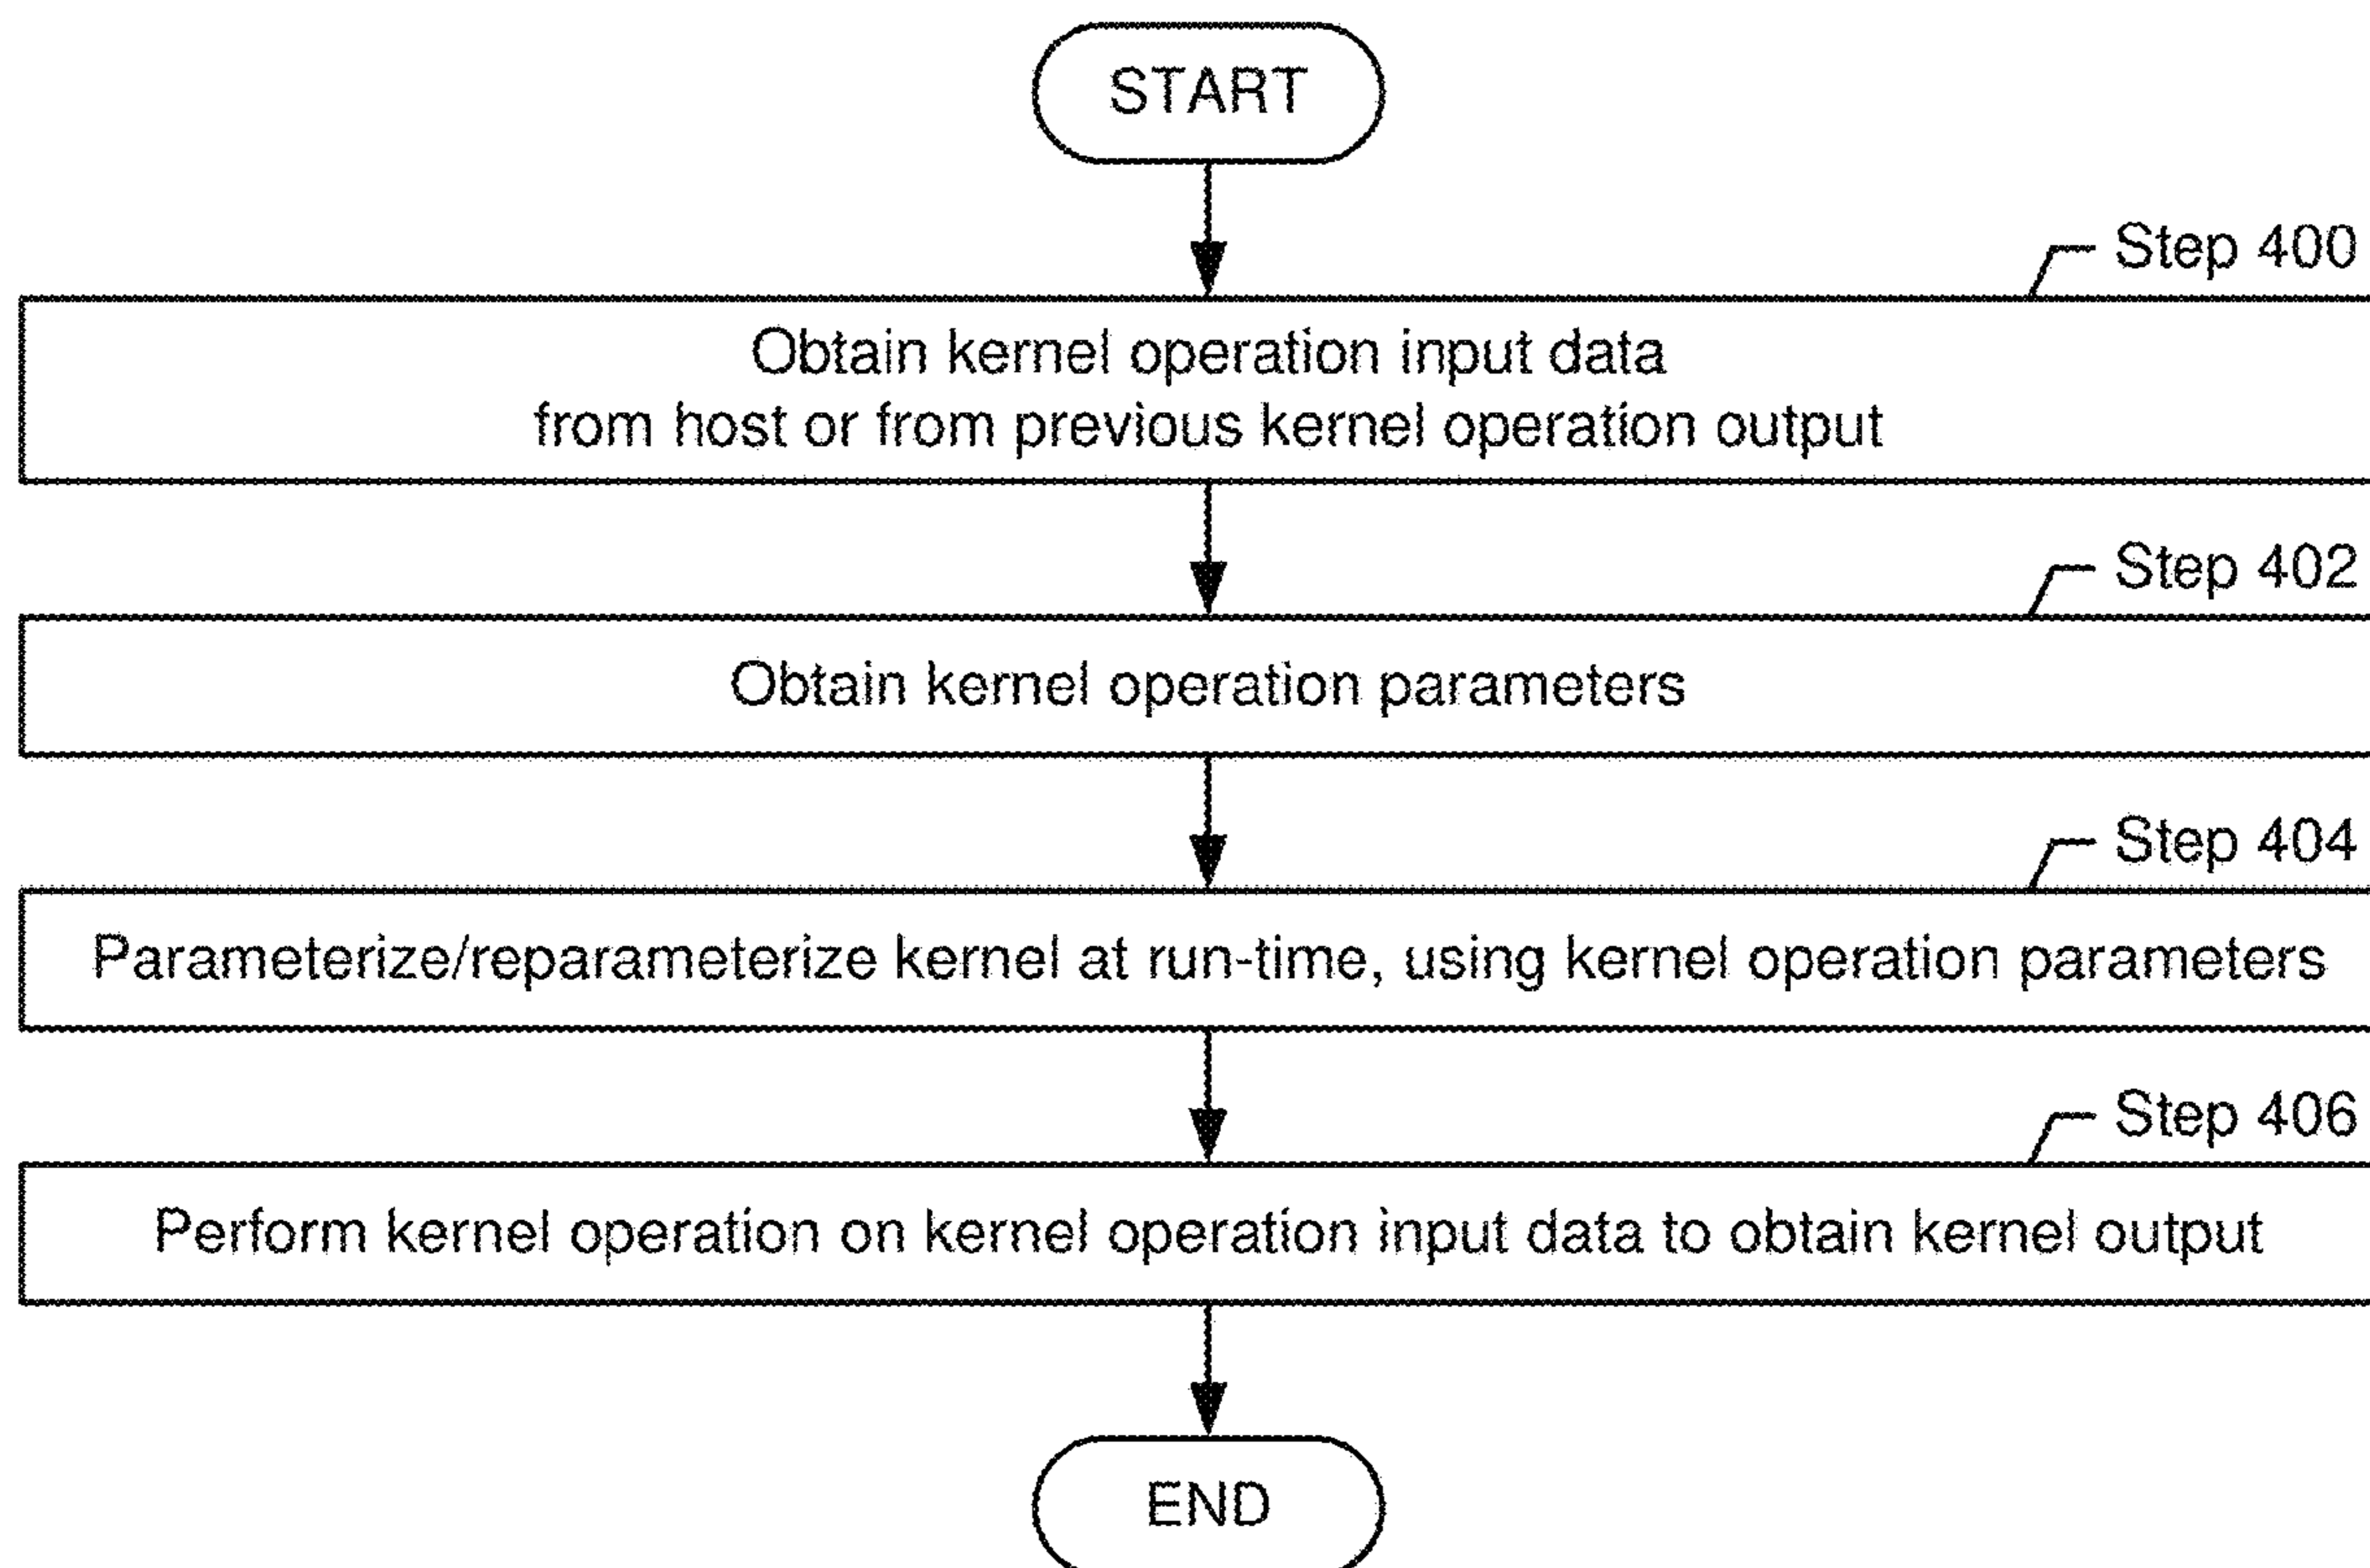 START
Step 400
Obtain kernel operation input data
from host or from previous kernel operation output
Step 402
Obtain kernel operation parameters
Step 404
Parameterize/reparameterize kernel at run-time, using kernel operation parameters
Step 406
Perform kernel operation on kernel operation input data to obtain kernel output
END